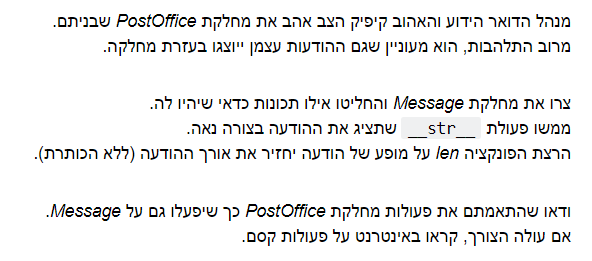 מנהל הדואר הידוע והאהוב קיפיק הצב אהב את מחלקת PostOffice שבניתם.
מרוב התלהבות, הוא מעוניין שגם ההודעות עצמן ייוצגו בעזרת מחלקה.
צרו את מחלקת Message והחליטו אילו תכונות כדאי שיהיו לה.
ממשו פעולת __str__ שתציג את ההודעה בצורה נאה.
הרצת הפונקציה len על מופע של הודעה יחזיר את אורך ההודעה (ללא הכותרת).
ודאו שהתאמתם את פעולות מחלקת PostOffice כך שיפעלו גם על Message.
אם עולה הצורך, קראו באינטרנט על פעולות קסם.